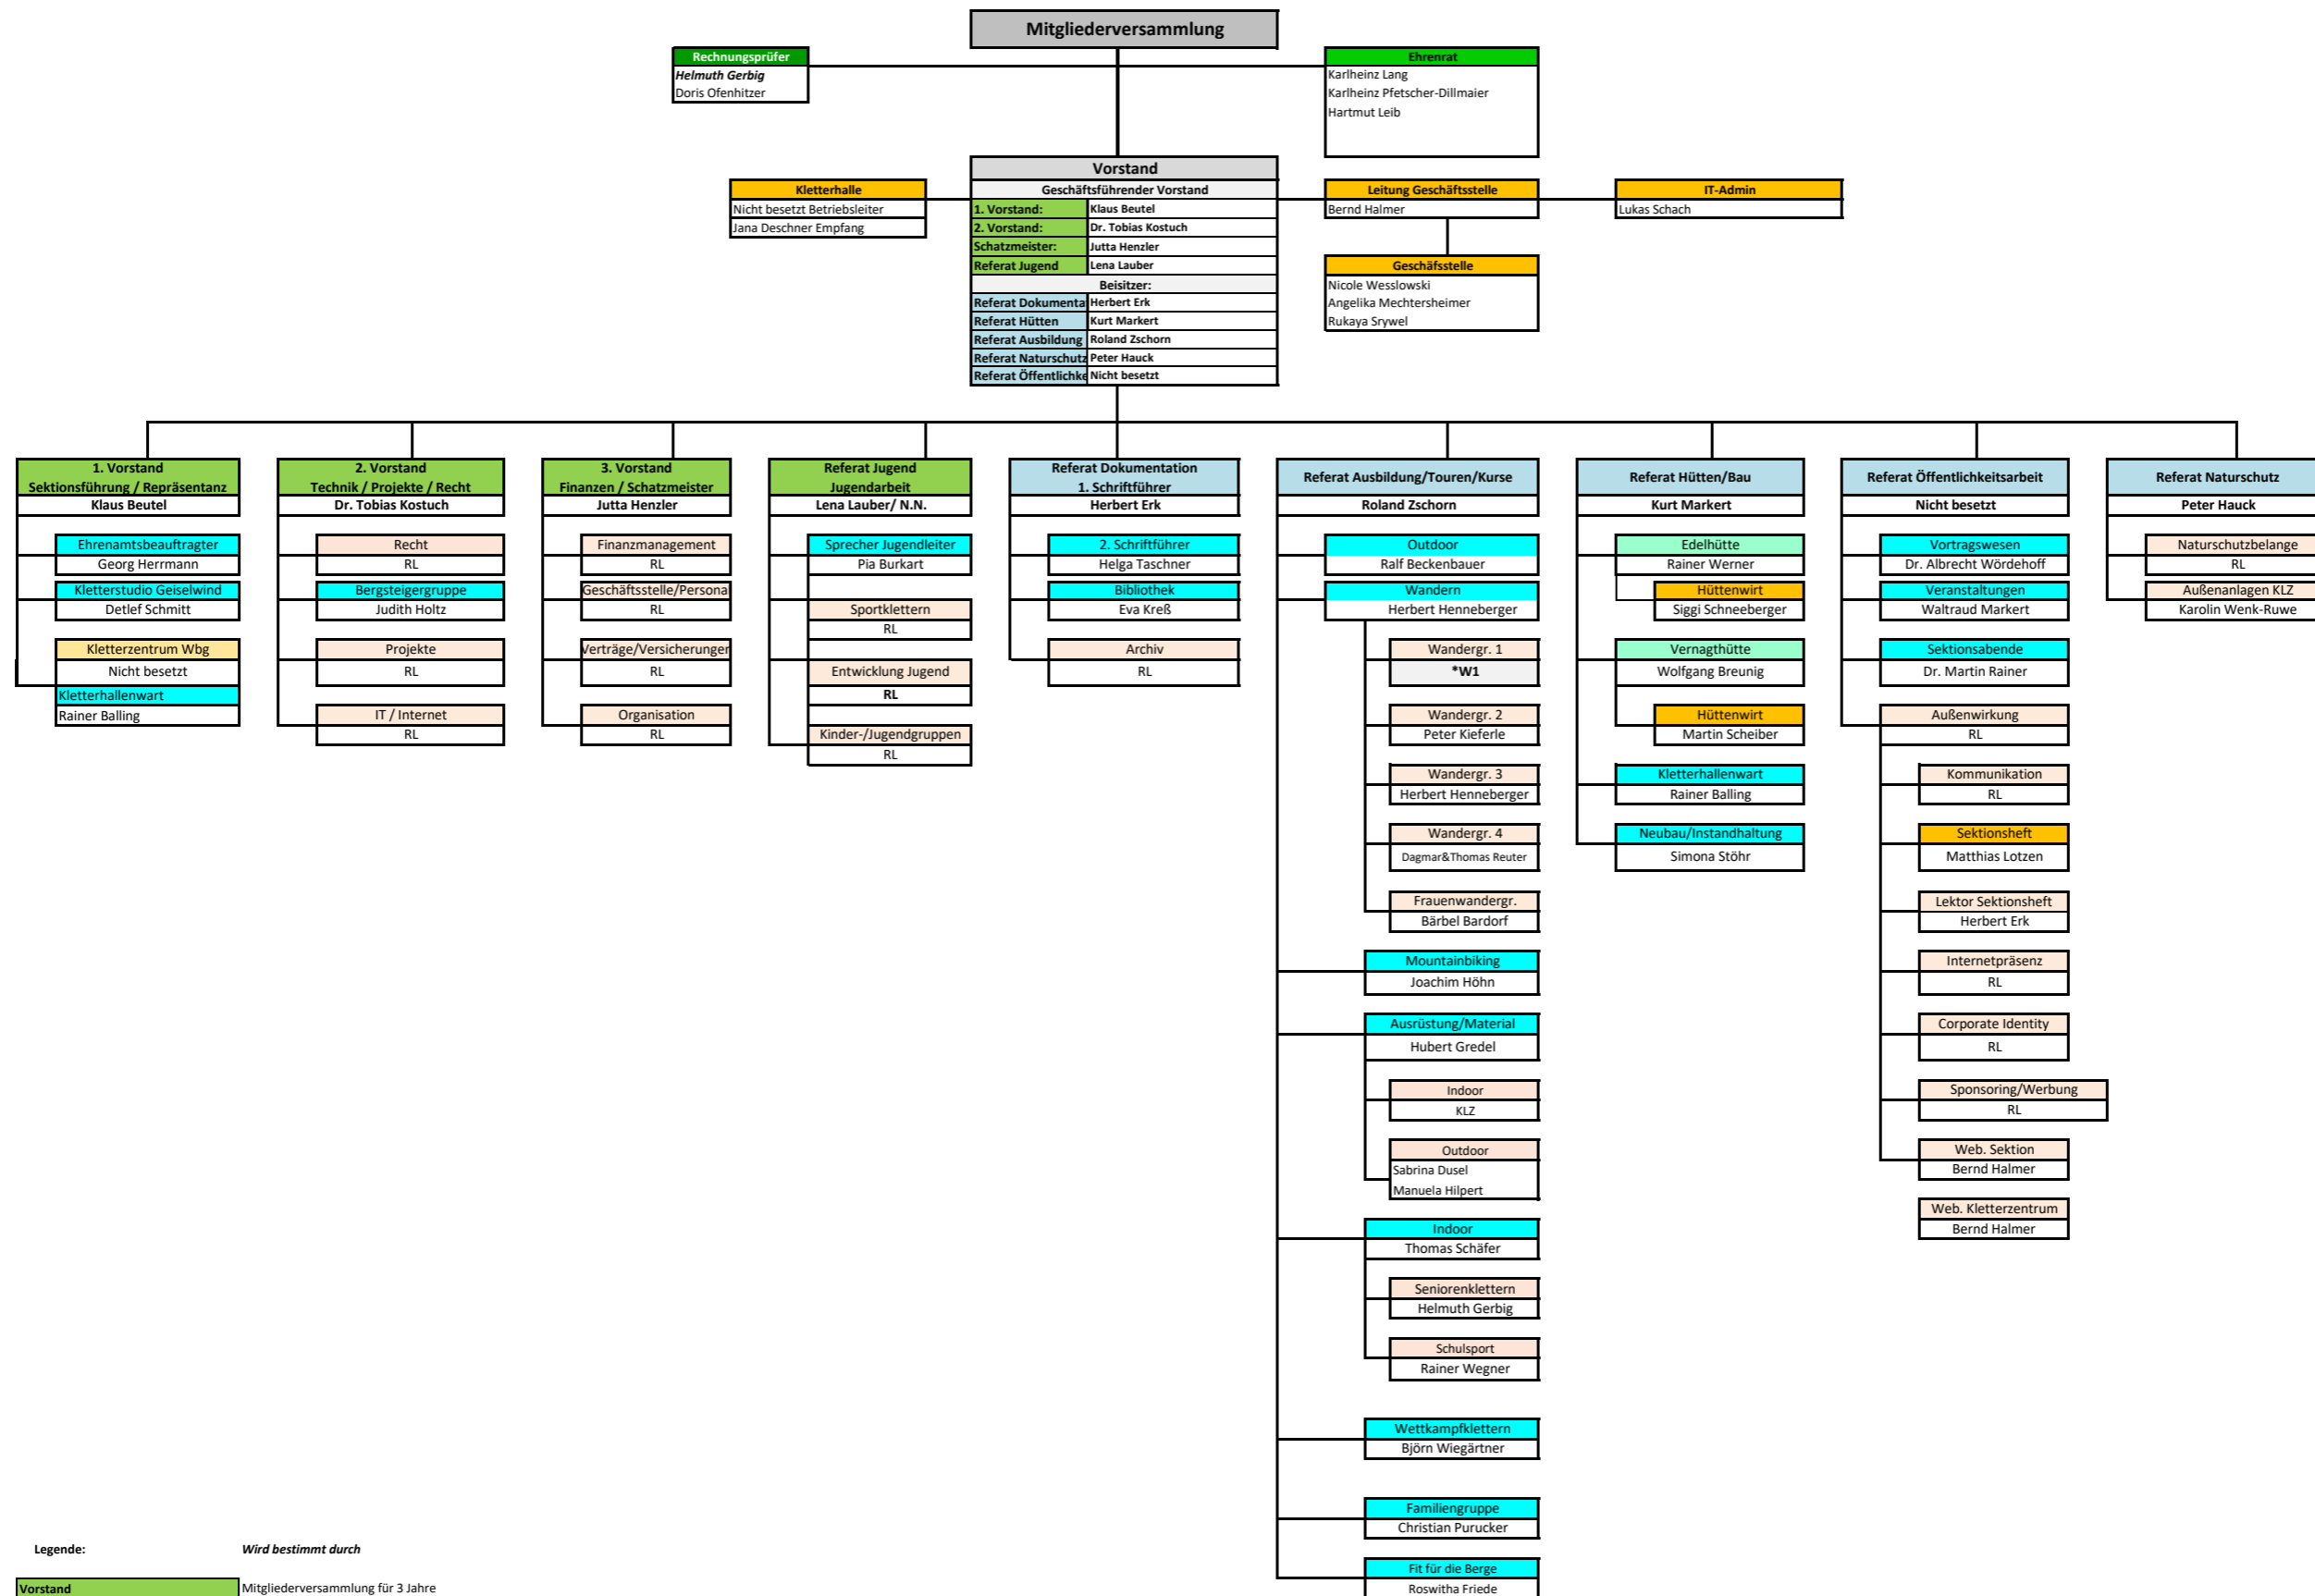 Mitgliederversammlung
Rechnungsprüfer
Helmuth Gerbig
Doris Ofenhitzer
Ehrenrat
Karlheinz Lang
Karlheinz Pfetscher-Dillmaier
Hartmut Leib
Kletterhalle
Nicht besetzt Betriebsleiter
Jana Deschner Empfang
Vorstand
Geschäftsführender Vorstand
1. Vorstand: Klaus Beutel
2. Vorstand: Dr. Tobias Kostuch
Schatzmeister: Jutta Henzler
Referat Jugend Lena Lauber
Beisitzer:
Referat Dokumenta Herbert Erk
Referat Hütten Kurt Markert
Referat Ausbildung Roland Zschorn
Referat Naturschutz Peter Hauck
Referat Öffentlichke Nicht besetzt
Leitung Geschäftsstelle
Bernd Halmer
IT-Admin
Lukas Schach
Geschäfsstelle
Nicole Wesslowski
Angelika Mechtersheimer
Rukaya Srywel
1. Vorstand
Sektionsführung / Repräsentanz
Klaus Beutel
Ehrenamtsbeauftragter
Georg Herrmann
Kletterstudio Geiselwind
Detlef Schmitt
Kletterzentrum Wbg
Nicht besetzt
Kletterhallenwart
Rainer Balling
2. Vorstand
Technik / Projekte / Recht
Dr. Tobias Kostuch
Recht
RL
Bergsteigergruppe
Judith Holtz
Projekte
RL
IT / Internet
RL
3. Vorstand
Finanzen / Schatzmeister
Jutta Henzler
Finanzmanagement
RL
Geschäftsstelle/Persona
RL
Verträge/Versicherungen
RL
Organisation
RL
Referat Jugend
Jugendarbeit
Lena Lauber/ N.N.
Sprecher Jugendleiter
Pia Burkart
Sportklettern
RL
Entwicklung Jugend
RL
Kinder-/Jugendgruppen
RL
Referat Dokumentation
1. Schriftführer
Herbert Erk
2. Schriftführer
Helga Taschner
Bibliothek
Eva Kreß
Archiv
RL
Referat Ausbildung/Touren/Kurse
Roland Zschorn
Outdoor
Ralf Beckenbauer
Wandern
Herbert Henneberger
Wandergr. 1
*W1
Wandergr. 2
Peter Kieferle
Wandergr. 3
Herbert Henneberger
Wandergr. 4
Dagmar&Thomas Reuter
Frauenwandergr.
Bärbel Bardorf
Mountainbiking
Joachim Höhn
Ausrüstung/Material
Hubert Gredel
Indoor
KLZ
Outdoor
Sabrina Dusel
Manuela Hilpert
Indoor
Thomas Schäfer
Seniorenklettern
Helmuth Gerbig
Schulsport
Rainer Wegner
Wettkampfklettern
Björn Wiegärtner
Familiengruppe
Christian Purucker
Fit für die Berge
Roswitha Friede
Referat Hütten/Bau
Kurt Markert
Edelhütte
Rainer Werner
Hüttenwirt
Siggi Schneeberger
Vernagthütte
Wolfgang Breunig
Hüttenwirt
Martin Scheiber
Kletterhallenwart
Rainer Balling
Neubau/Instandhaltung
Simona Stöhr
Referat Öffentlichkeitsarbeit
Nicht besetzt
Vortragswesen
Dr. Albrecht Wördehoff
Veranstaltungen
Waltraud Markert
Sektionsabende
Dr. Martin Rainer
Außenwirkung
RL
Kommunikation
RL
Sektionsheft
Matthias Lotzen
Lektor Sektionsheft
Herbert Erk
Internetpräsenz
RL
Corporate Identity
RL
Sponsoring/Werbung
RL
Web. Sektion
Bernd Halmer
Web. Kletterzentrum
Bernd Halmer
Referat Naturschutz
Peter Hauck
Naturschutzbelange
RL
Außenanlagen KLZ
Karolin Wenk-Ruwe
Legende: Wird bestimmt durch
Vorstand Mitgliederversammlung für 3 Jahre